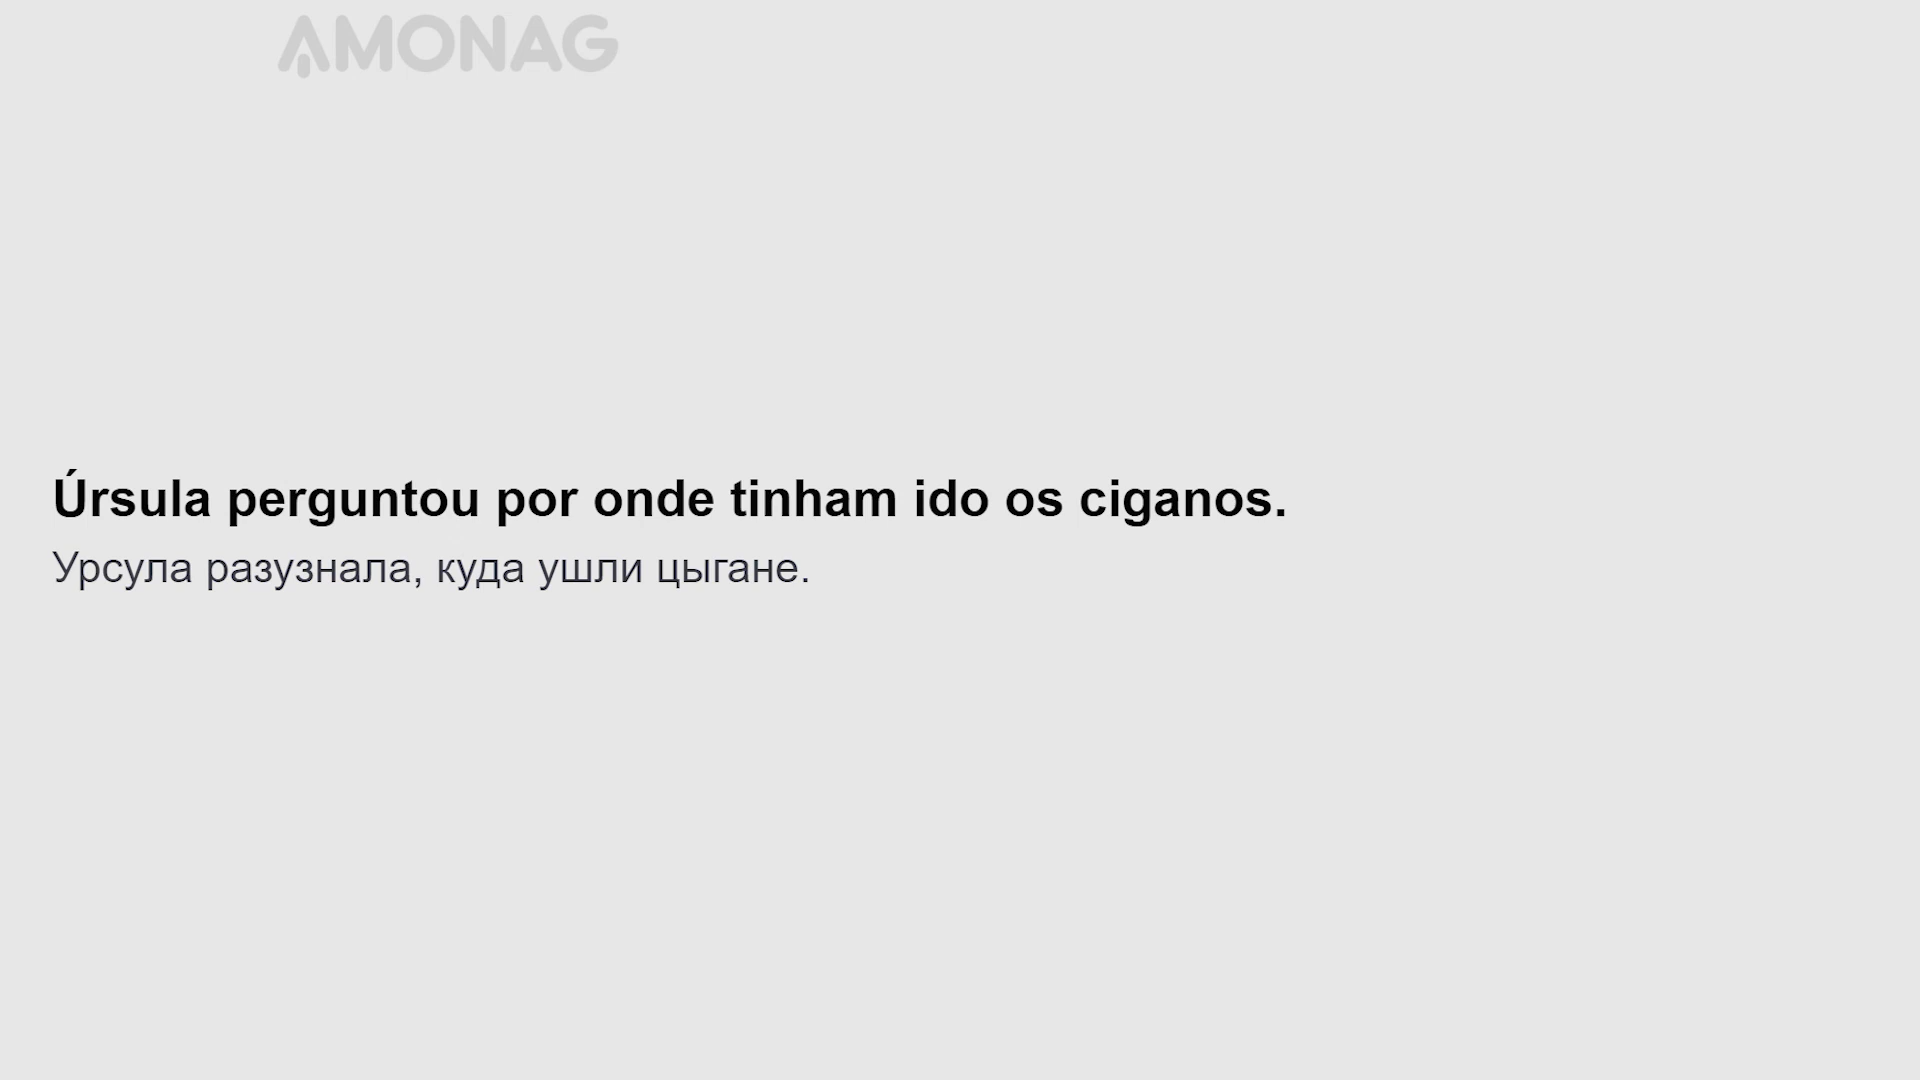 AMONAG
Úrsula perguntou por onde tinham ido os ciganos.
Урсула разузнала, куда ушли цыгане.